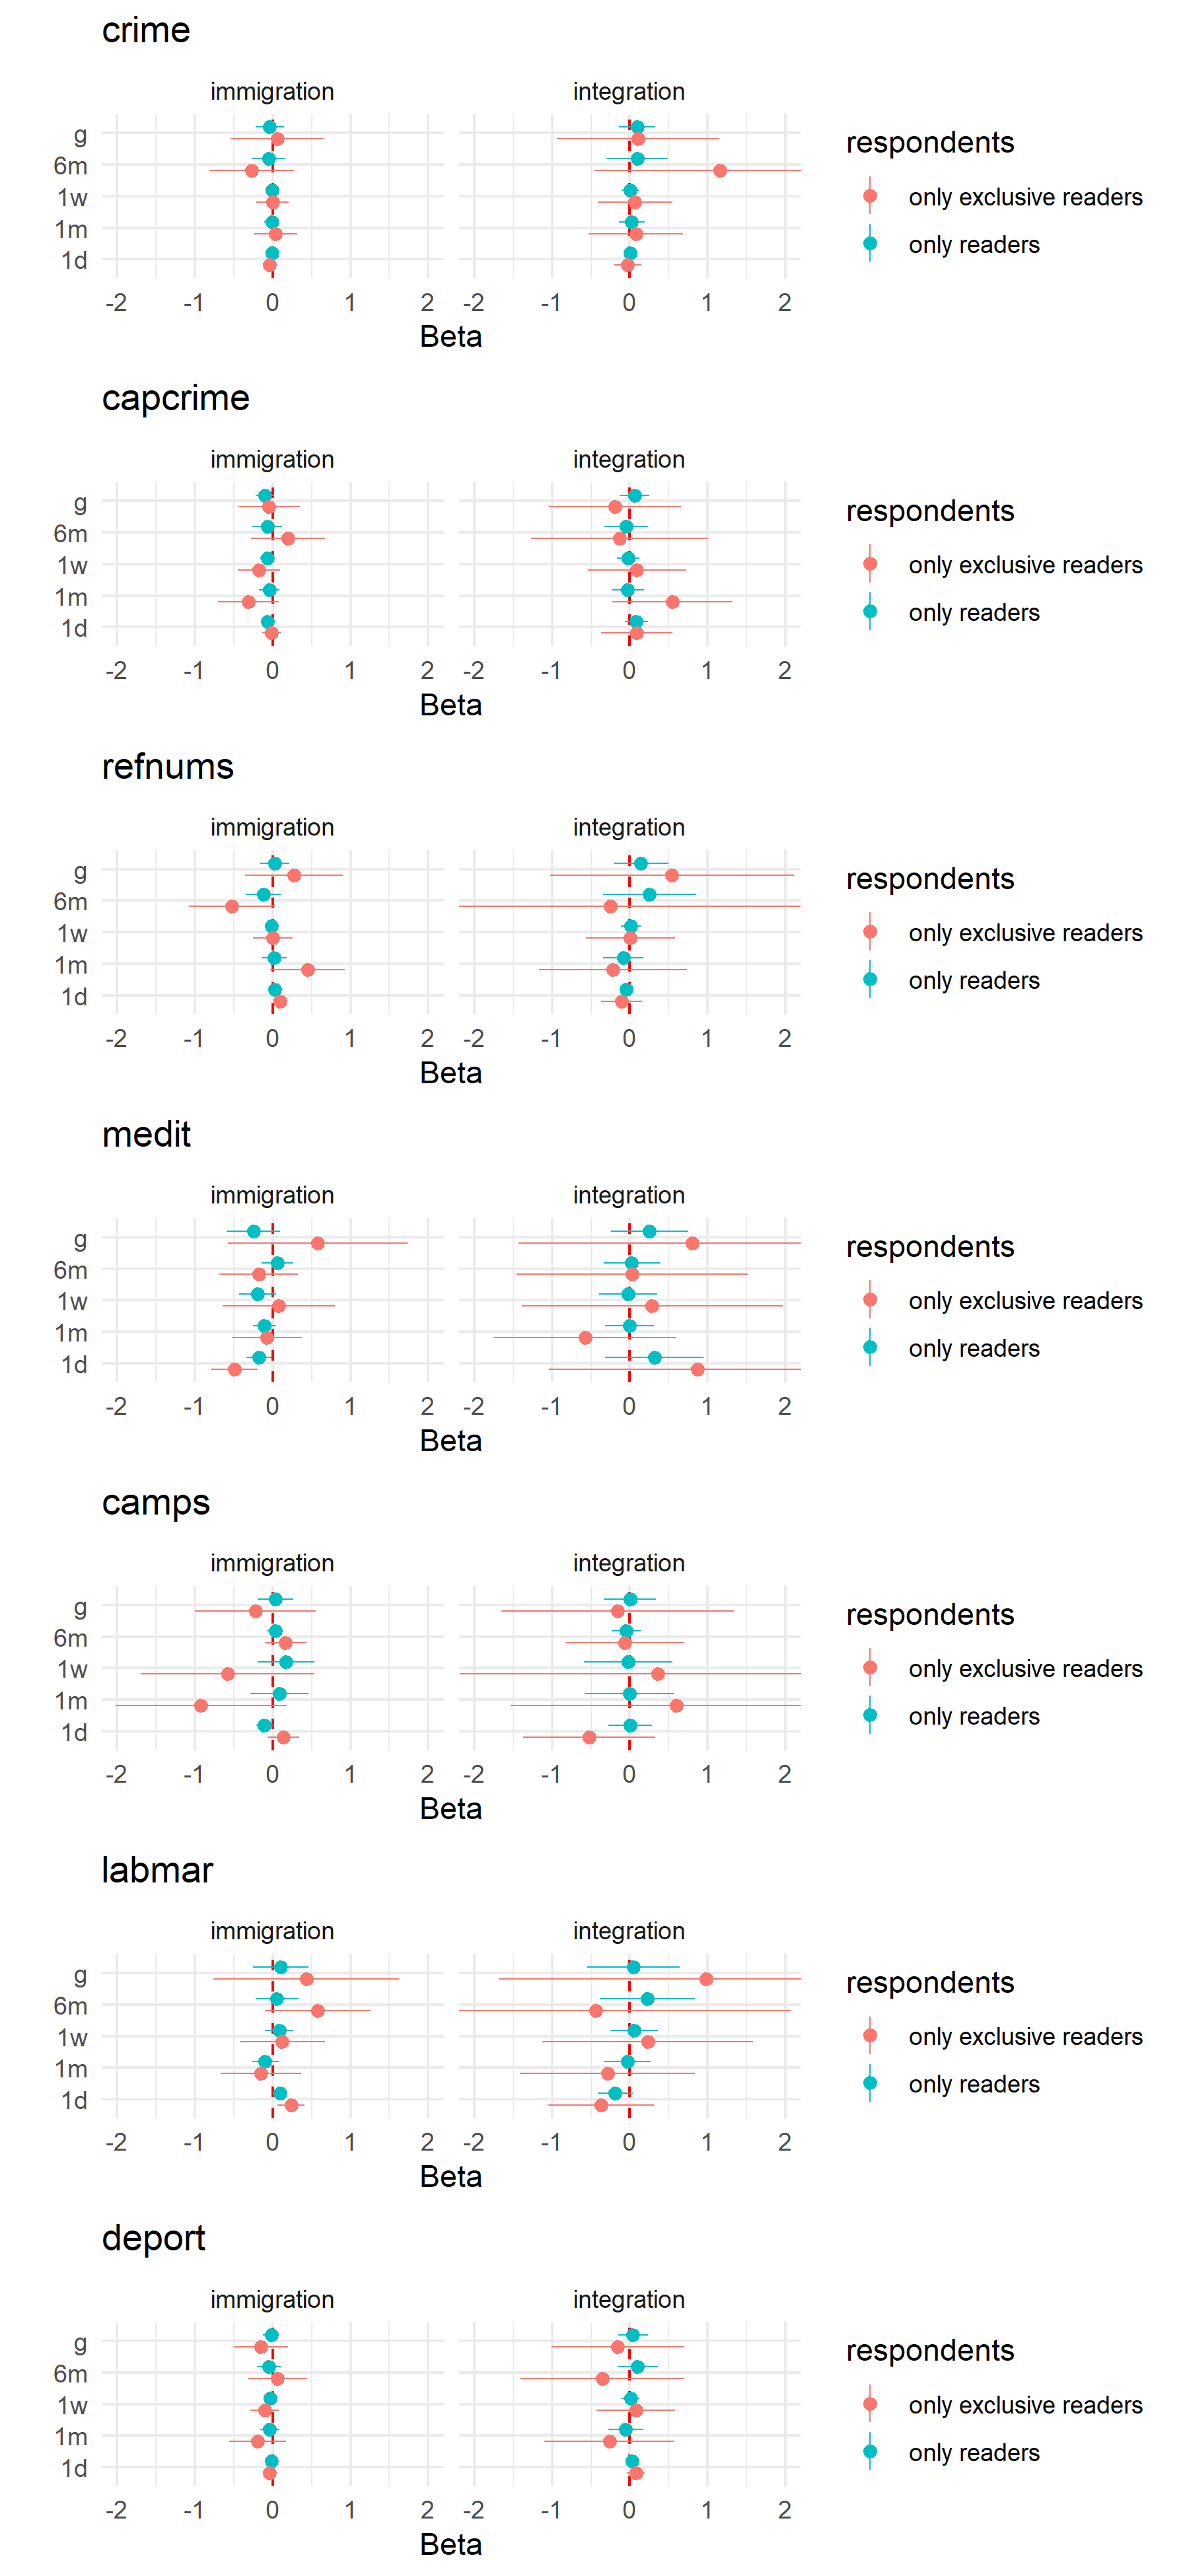 crime
immigration integration
g
6m
1w
1m
1d
-2 -1 0 1 2 -2 -1 0 1 2
Beta
respondents
only exclusive readers
only readers
capcrime
immigration integration
g
6m
1w
1m
1d
-2 -1 0 1 2 -2 -1 0 1 2
Beta
respondents
only exclusive readers
only readers
refnums
immigration integration
g
6m
1w
1m
1d
-2 -1 0 1 2 -2 -1 0 1 2
Beta
respondents
only exclusive readers
only readers
medit
immigration integration
g
6m
1w
1m
1d
-2 -1 0 1 2 -2 -1 0 1 2
Beta
respondents
only exclusive readers
only readers
camps
immigration integration
g
6m
1w
1m
1d
-2 -1 0 1 2 -2 -1 0 1 2
Beta
respondents
only exclusive readers
only readers
labmar
immigration integration
g
6m
1w
1m
1d
-2 -1 0 1 2 -2 -1 0 1 2
Beta
respondents
only exclusive readers
only readers
deport
immigration integration
g
6m
1w
1m
1d
-2 -1 0 1 2 -2 -1 0 1 2
Beta
respondents
only exclusive readers
only readers